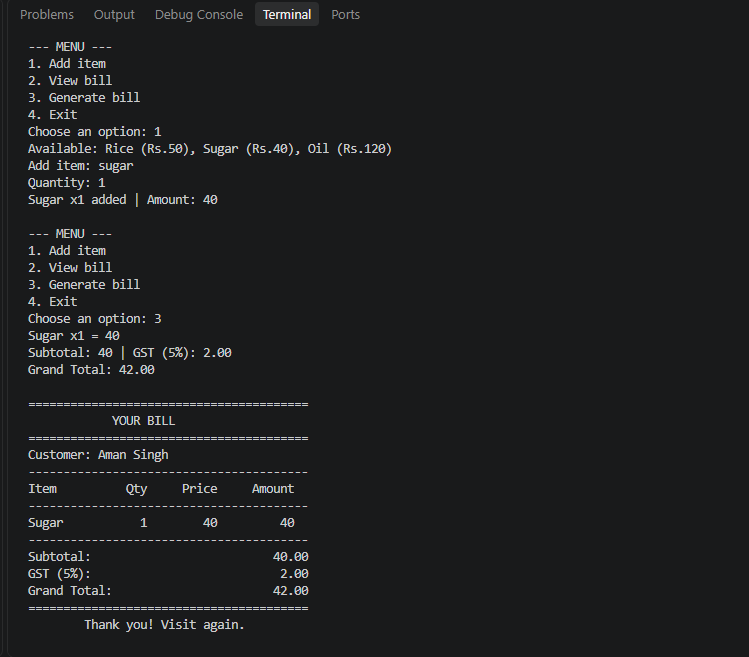 Problems Output Debug Console Terminal Ports
--- MENU ---
1. Add item
2. View bill
3. Generate bill
4. Exit
Choose an option: 1
Available: Rice (Rs.50), Sugar (Rs.40), Oil (Rs.120)
Add item: sugar
Quantity: 1
Sugar x1 added | Amount: 40

--- MENU ---
1. Add item
2. View bill
3. Generate bill
4. Exit
Choose an option: 3
Sugar x1 = 40
Subtotal: 40 | GST (5%): 2.00
Grand Total: 42.00

========================================
            YOUR BILL
========================================
Customer: Aman Singh
----------------------------------------
Item          Qty     Price     Amount
----------------------------------------
Sugar           1        40         40
----------------------------------------
Subtotal:                          40.00
GST (5%):                           2.00
Grand Total:                       42.00
========================================
        Thank you! Visit again.